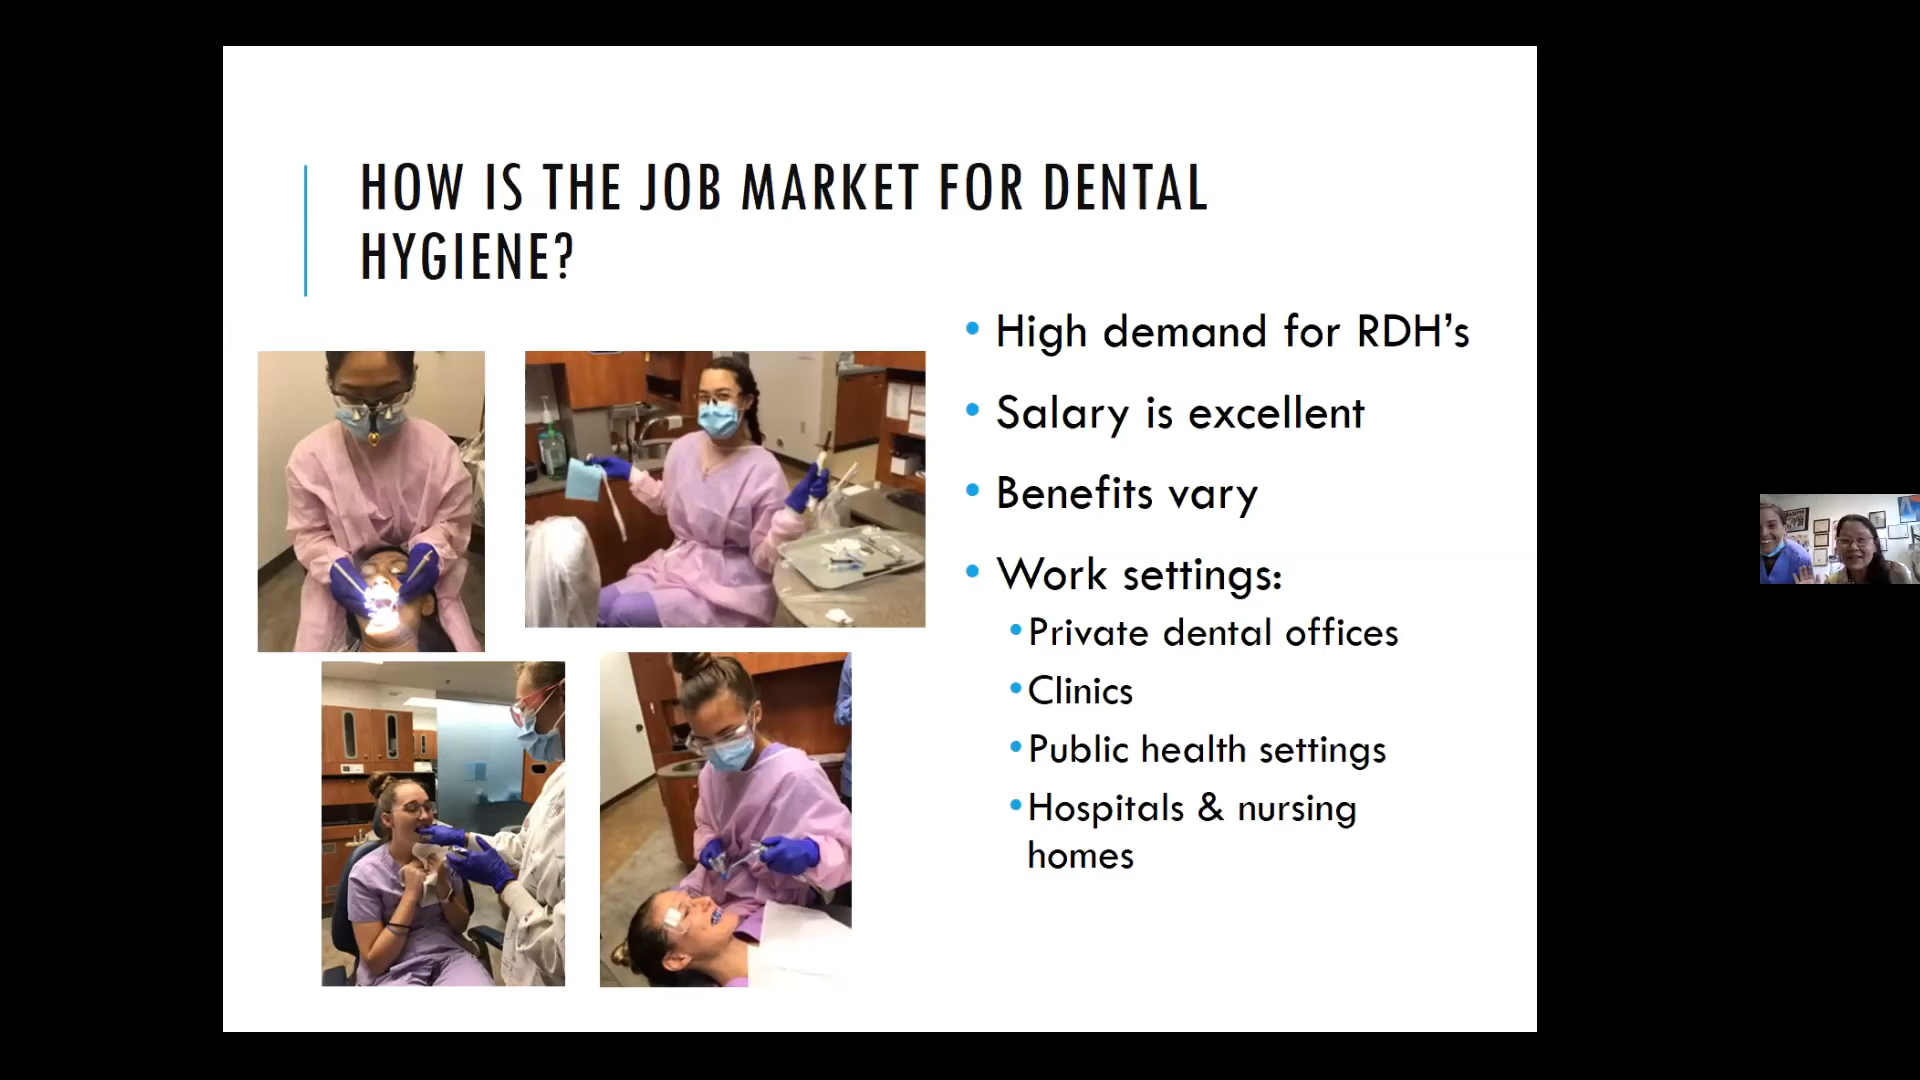 HOW IS THE JOB MARKET FOR DENTAL
HYGIENE?
• High demand for RDH's
• Salary is excellent
• Benefits vary
• Work settings:
• Private dental offices
• Clinics
• Public health settings
• Hospitals & nursing
homes